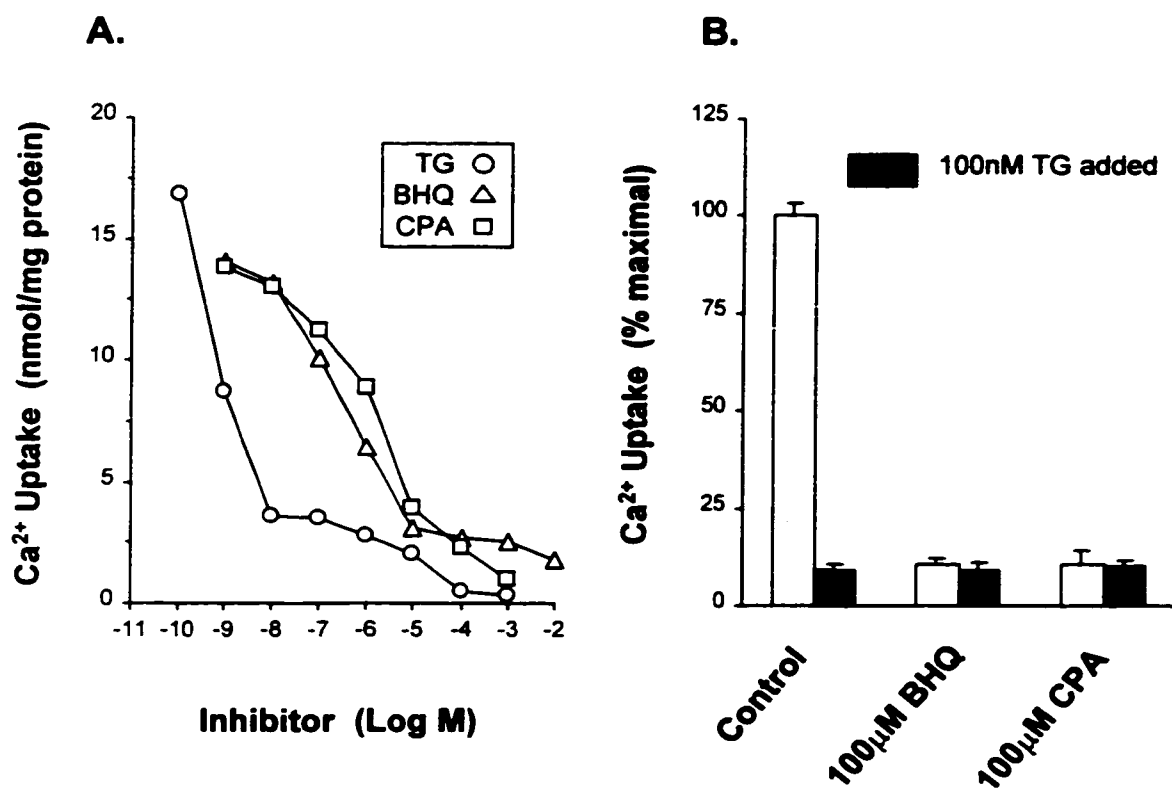 A.
Ca²⁺ Uptake (nmol/mg protein)
20
15
10
5
0
TG
BHQ
CPA
-11 -10 -9 -8 -7 -6 -5 -4 -3 -2
Inhibitor (Log M)
B.
Ca²⁺ Uptake (% maximal)
125
100
75
50
25
0
100nM TG added
Control
100μM BHQ
100μM CPA